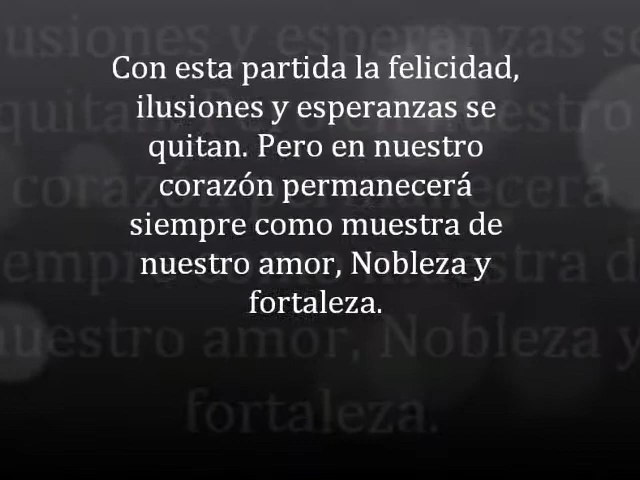 Con esta partida la felicidad,
ilusiones y esperanzas se
quitan. Pero en nuestro
corazón permanecerá
siempre como muestra de
nuestro amor, Nobleza y
fortaleza.